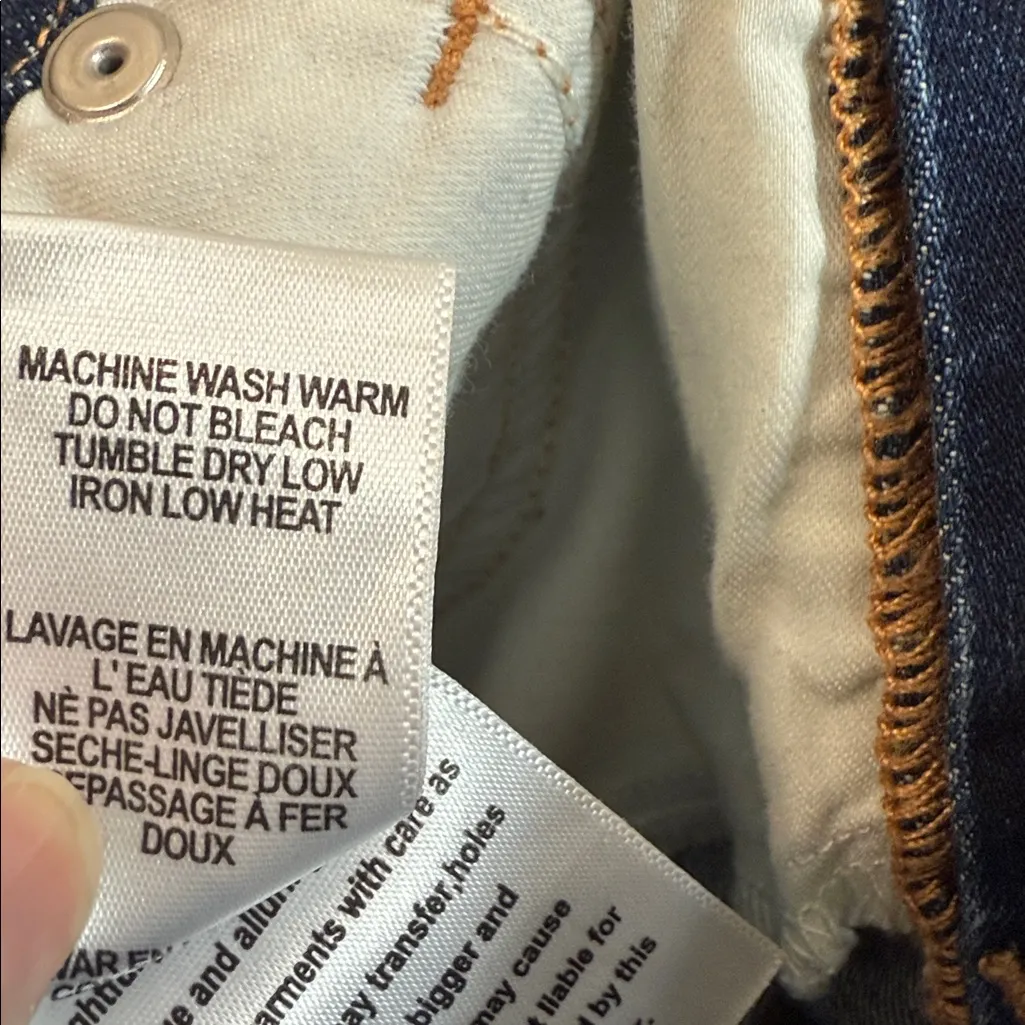 MACHINE WASH WARM
DO NOT BLEACH
TUMBLE DRY LOW
IRON LOW HEAT
LAVAGE EN MACHINE À
L'EAU TIÈDE
NÈ PAS JAVELLISER
SECHE-LINGE DOUX
EPASSAGE À FER
DOUX
and
arments with care as
ay transfer, holes
bigger and
may cause
t liable for
d by this